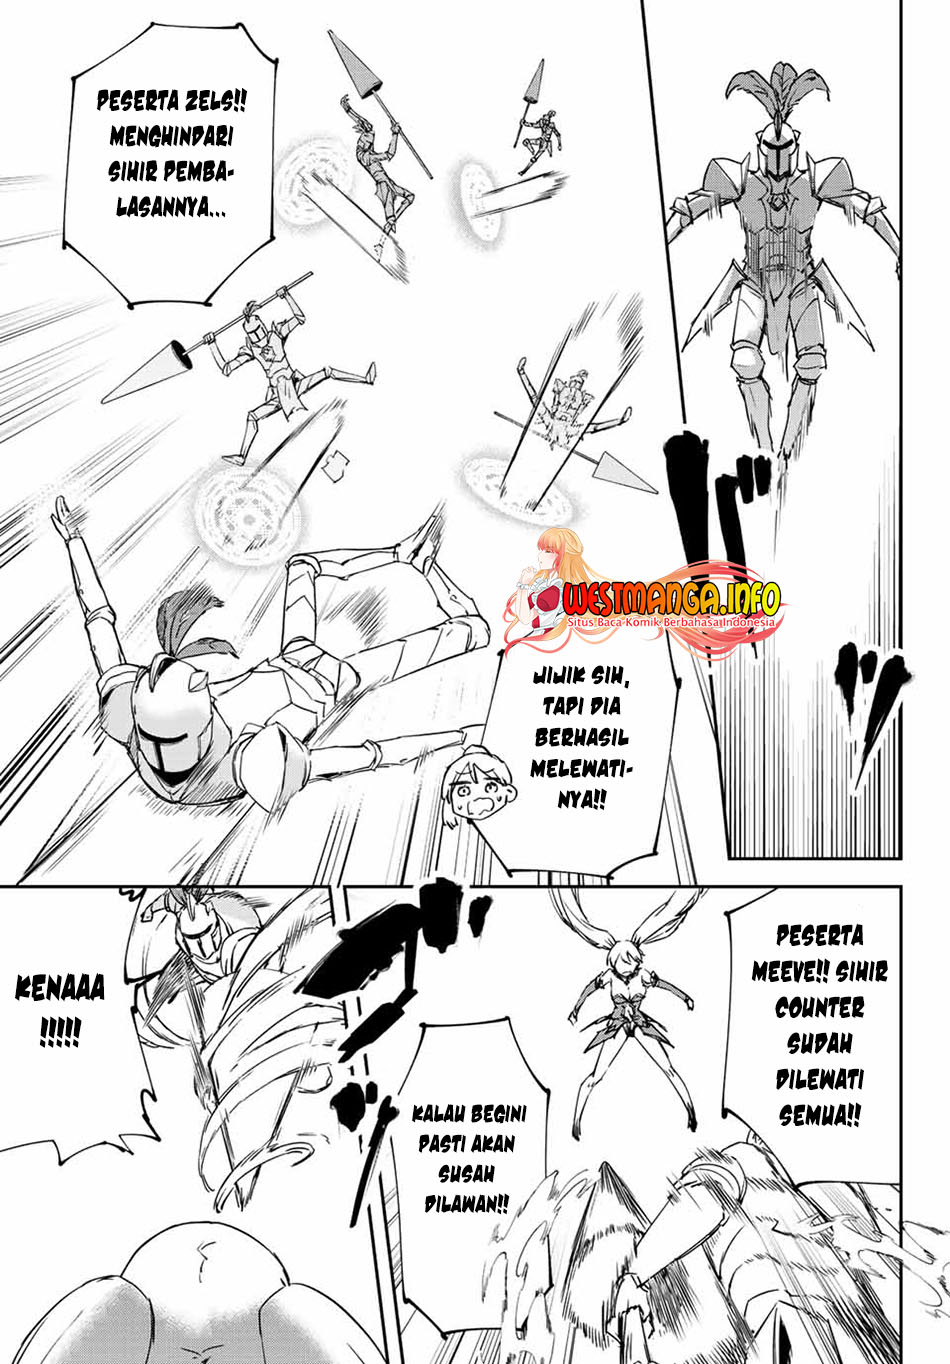 PESERTA ZELS!!
MENGHINDARI
SIHIR PEMBA-
LASANNYA...
WESTMANGA.INFO
Situs Baca Komik Berbahasa Indonesia
JIJIK SIH,
TAPI DIA
BERHASIL
MELEWATI-
NYA!!
PESERTA
MEEVE!! SIHIR
COUNTER
SUDAH
DILEWATI
SEMUA!!
KALAU BEGINI
PASTI AKAN
SUSAH
DILAWAN!!
KENAAA
!!!!!